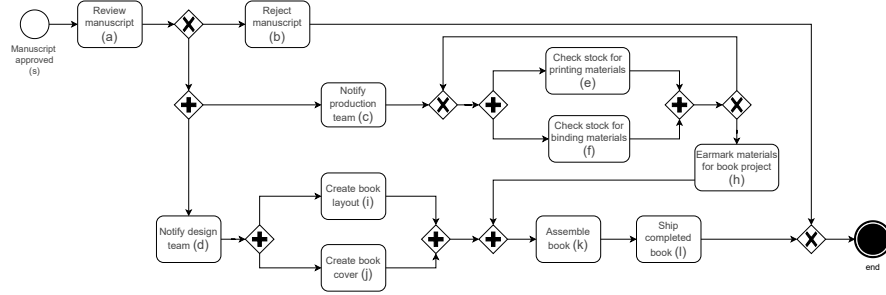 Review
manuscript
(a)
Reject
manuscript
(b)
Manuscript
approved
(s)
Check stock for
printing materials
(e)
Notify
production
team (c)
Check stock for
binding materials
(f)
Earmark materials
for book project
(h)
Create book
layout (i)
Notify design
team (d)
Assemble
book (k)
Ship
completed
book (l)
Create book
cover (j)
end